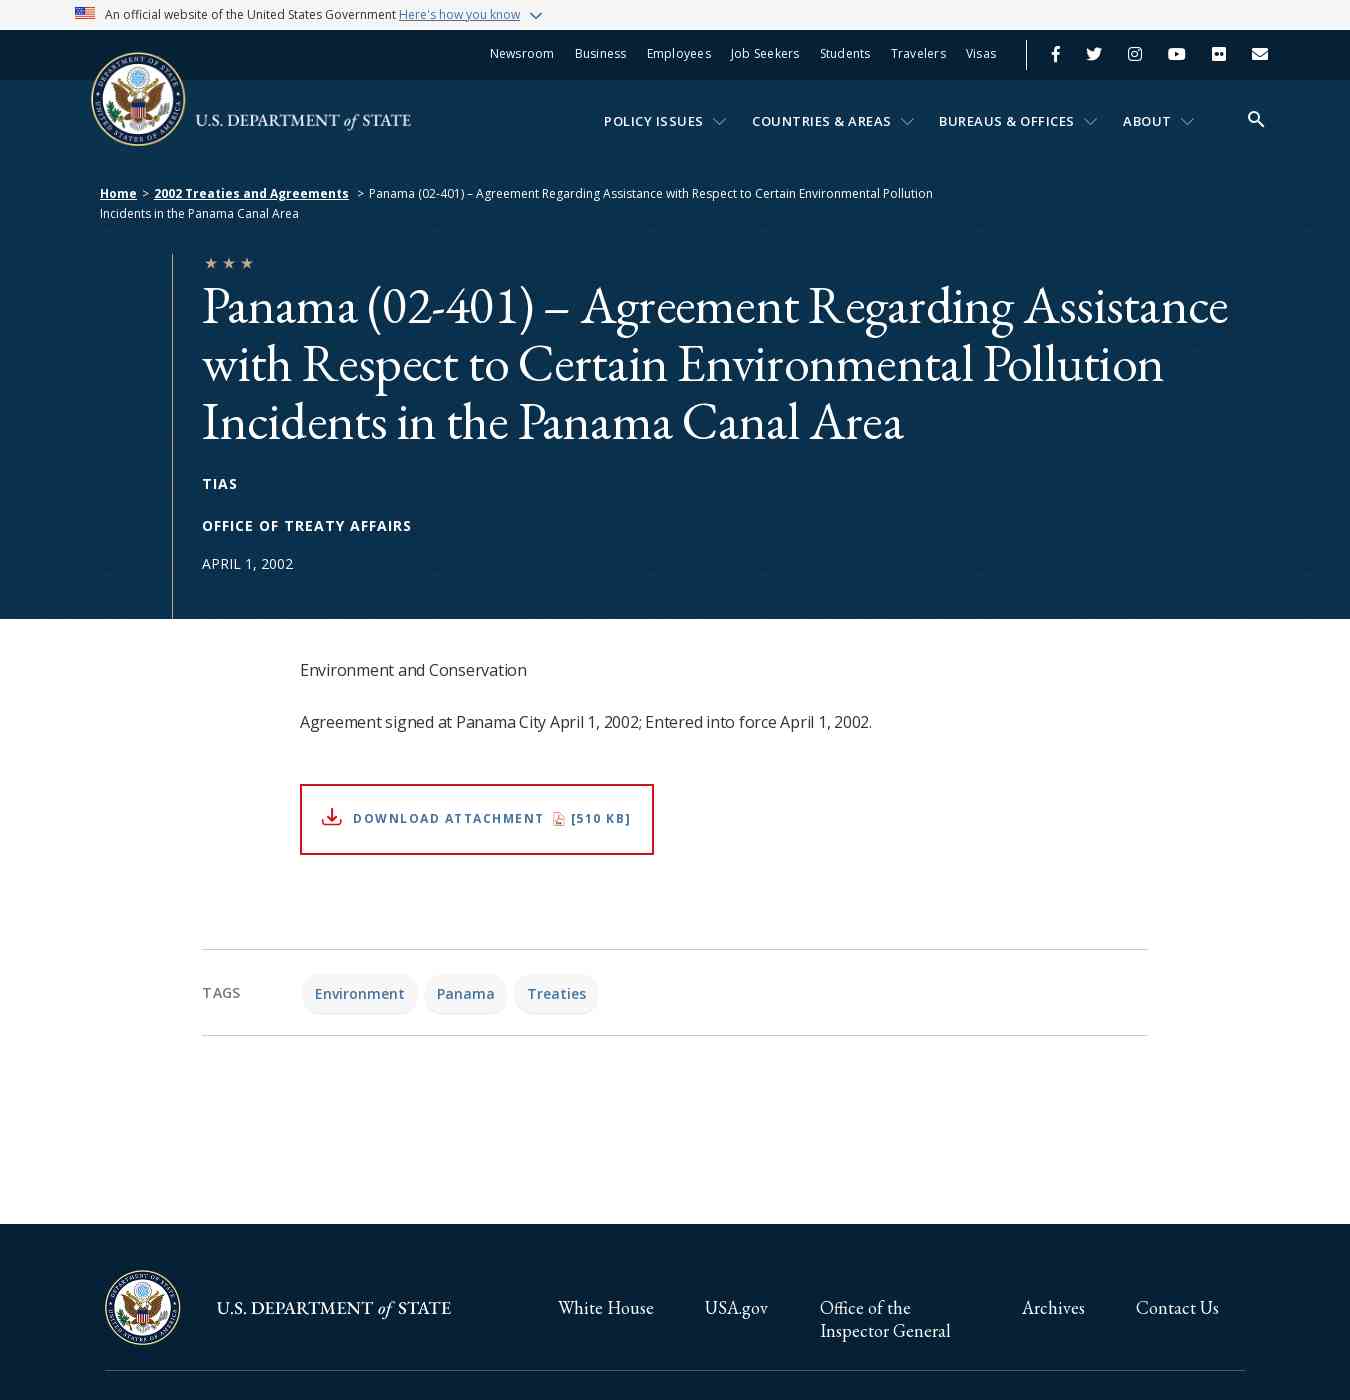 An official website of the United States Government Here's how you know
Newsroom Business Employees Job Seekers Students Travelers Visas
U.S. DEPARTMENT of STATE
POLICY ISSUES COUNTRIES & AREAS BUREAUS & OFFICES ABOUT
Home > 2002 Treaties and Agreements > Panama (02-401) – Agreement Regarding Assistance with Respect to Certain Environmental Pollution
Incidents in the Panama Canal Area
Panama (02-401) – Agreement Regarding Assistance
with Respect to Certain Environmental Pollution
Incidents in the Panama Canal Area
TIAS
OFFICE OF TREATY AFFAIRS
APRIL 1, 2002
Environment and Conservation
Agreement signed at Panama City April 1, 2002; Entered into force April 1, 2002.
DOWNLOAD ATTACHMENT [510 KB]
TAGS Environment Panama Treaties
U.S. DEPARTMENT of STATE
White House USA.gov Office of the Archives Contact Us
Inspector General